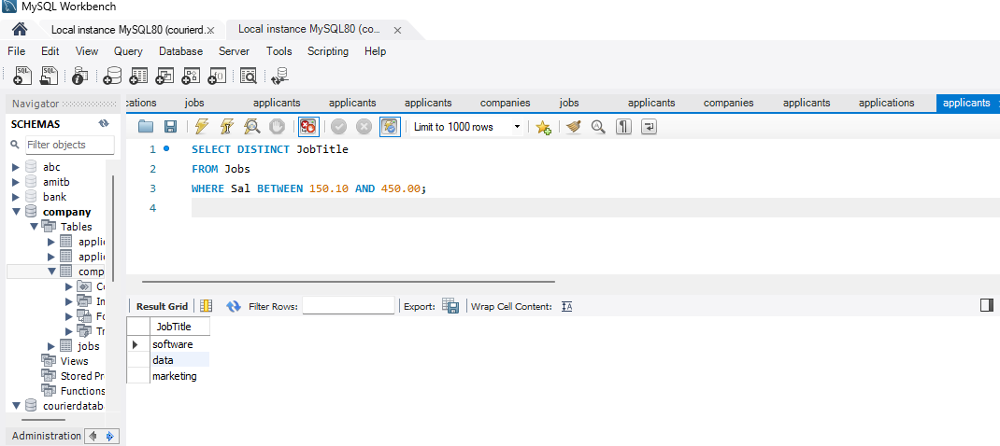 MySQL Workbench
Local instance MySQL80 (courierd... × Local instance MySQL80 (co... ×
File Edit View Query Database Server Tools Scripting Help
Navigator cations jobs applicants applicants applicants companies jobs applicants companies applicants applications applicants
SCHEMAS Limit to 1000 rows
Filter objects
1 SELECT DISTINCT JobTitle
2 FROM Jobs
3 WHERE Sal BETWEEN 150.10 AND 450.00;
4
abc
amitb
bank
company
Tables
applic
applic
comp
Co
In
Fo
Tr
jobs
Views
Stored Pr
Functions
courierdatab
Administration
Result Grid Filter Rows: Export: Wrap Cell Content: IA
JobTitle
software
data
marketing